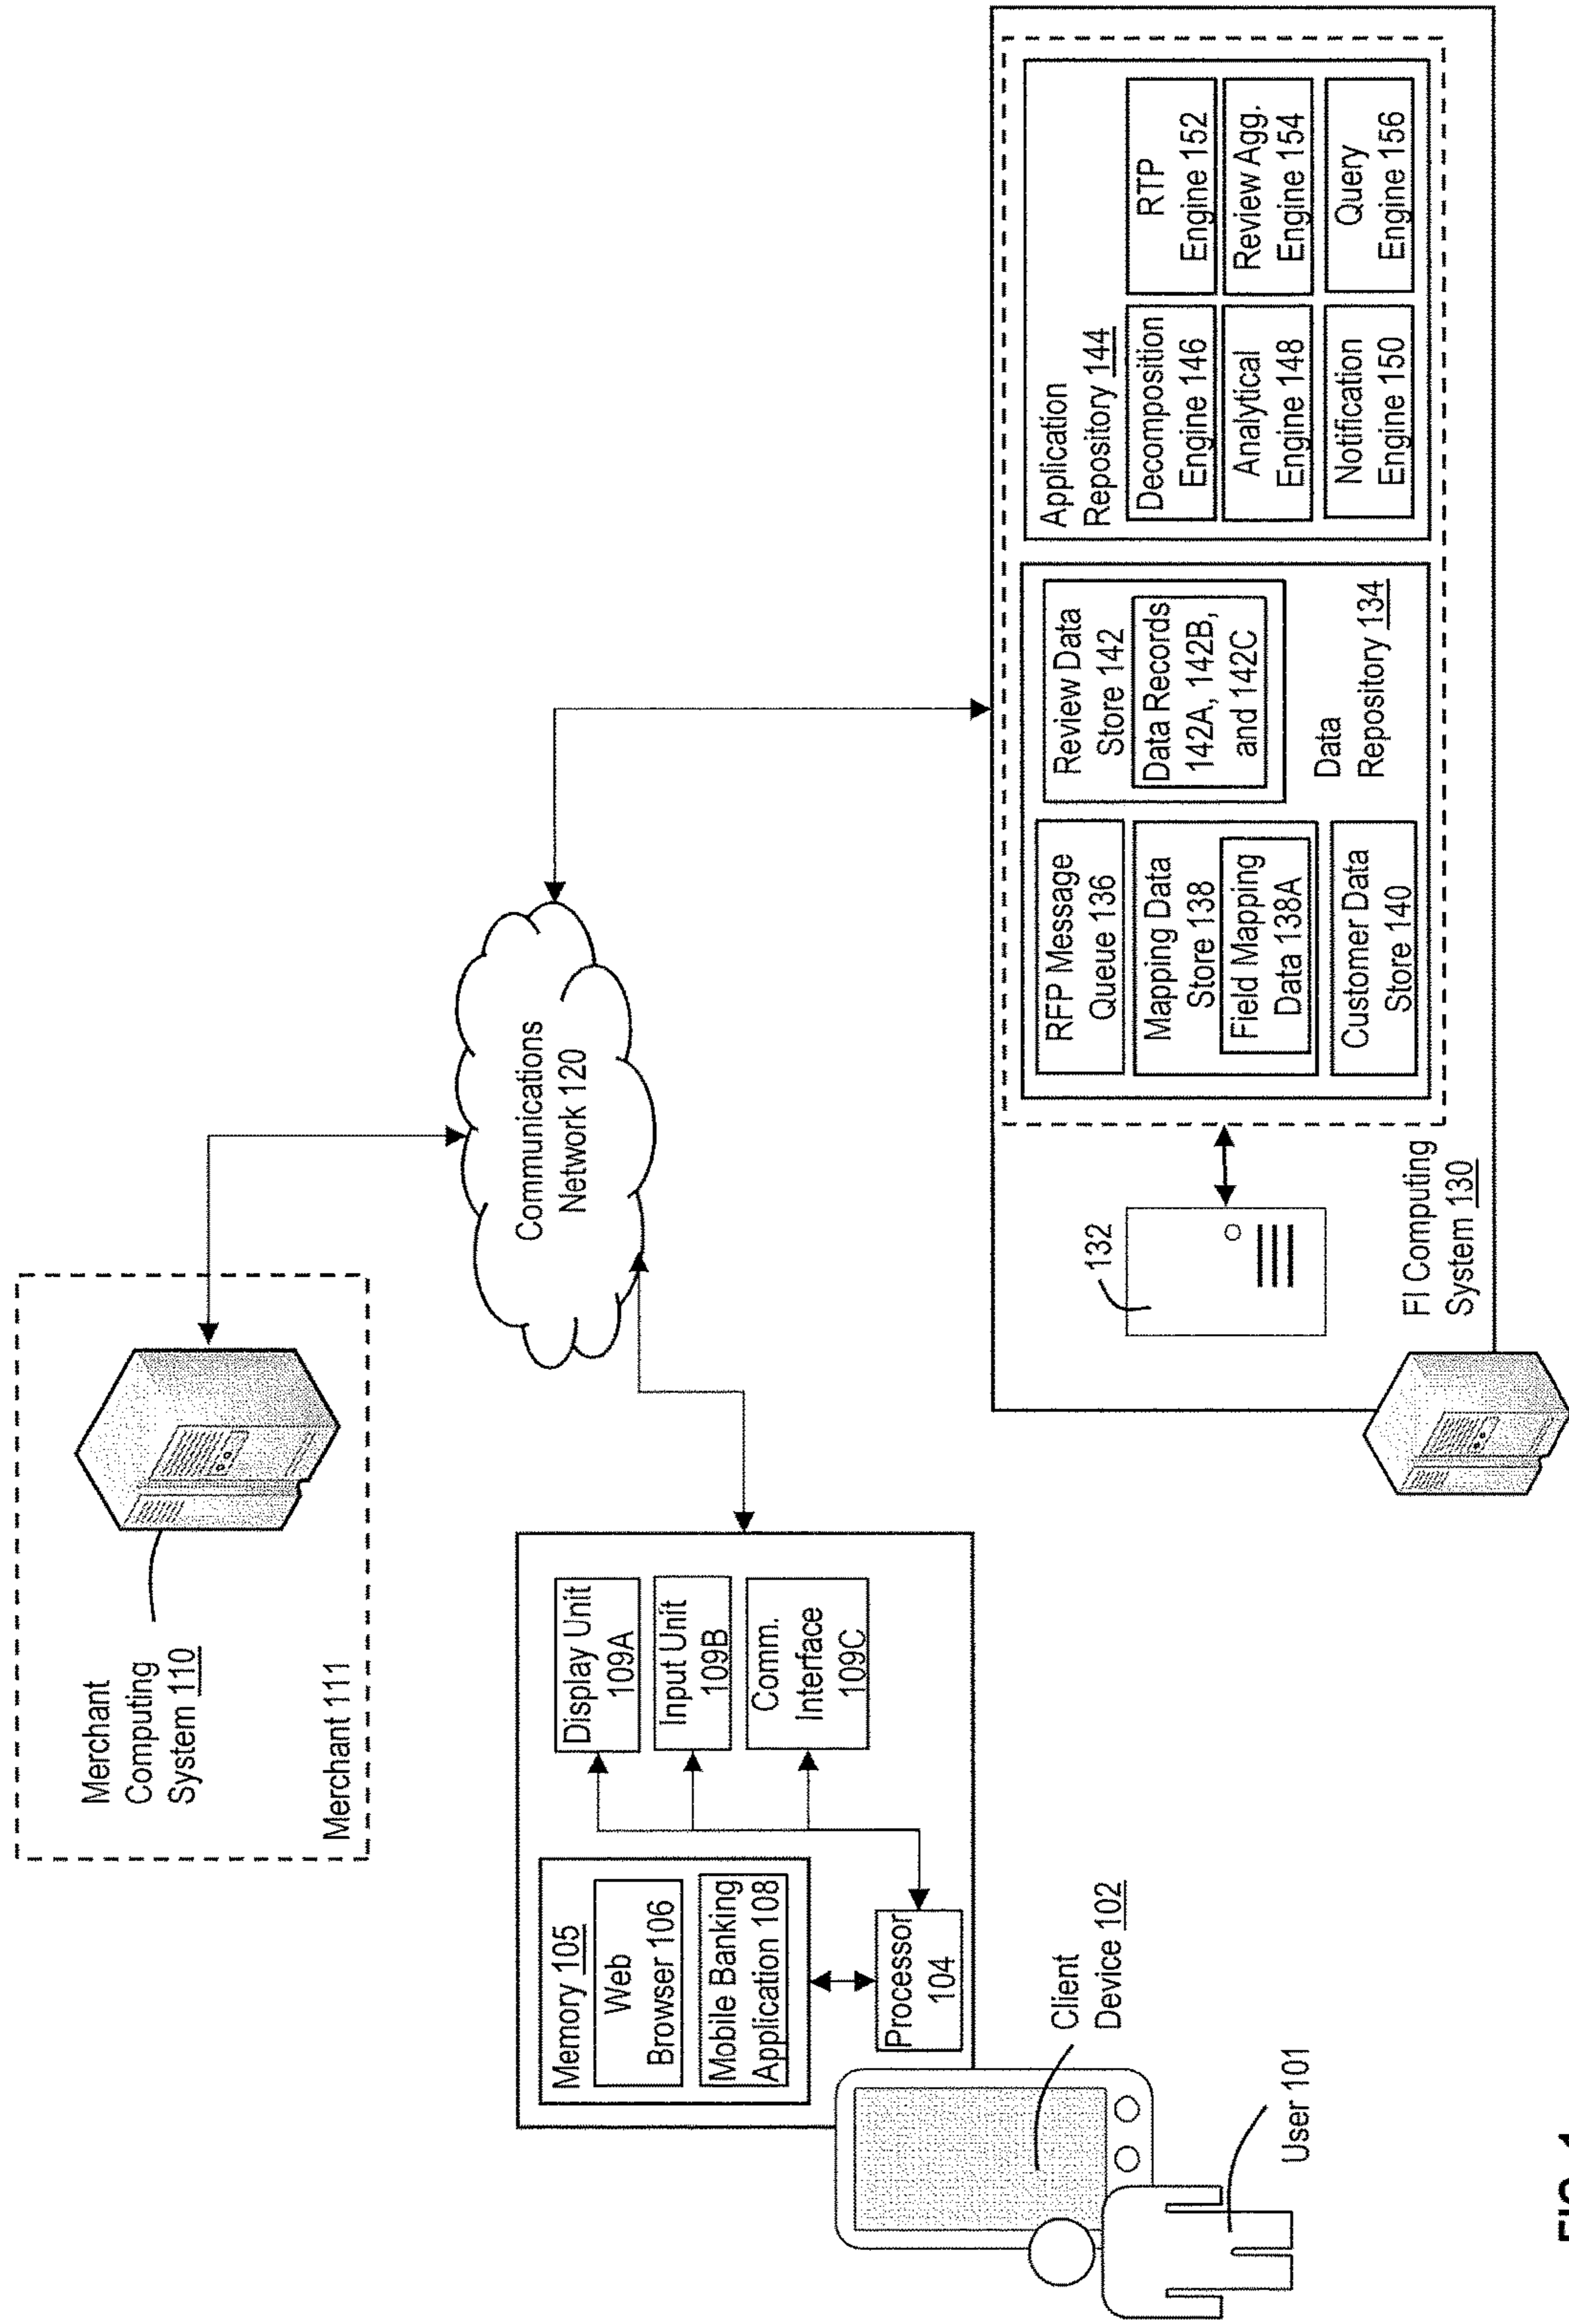 Merchant
Computing
System 110
Merchant 111
Communications
Network 120
Memory 105
Web
Browser 106
Mobile Banking
Application 108
Processor
104
Display Unit
109A
Input Unit
109B
Comm.
Interface
109C
Client
Device 102
User 101
132
FI Computing
System 130
RFP Message
Queue 136
Mapping Data
Store 138
Field Mapping
Data 138A
Customer Data
Store 140
Review Data
Store 142
Data Records
142A, 142B,
and 142C
Data
Repository 134
Application
Repository 144
Decomposition
Engine 146
Analytical
Engine 148
Notification
Engine 150
RTP
Engine 152
Review Agg.
Engine 154
Query
Engine 156
FIG. 1